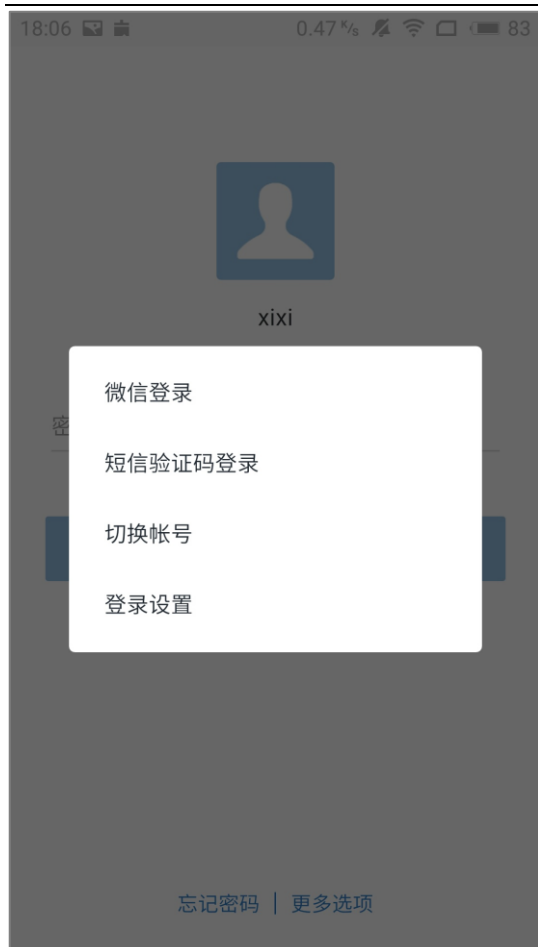 18:06 0.47 K/s 83
xixi
微信登录
密
短信验证码登录
切换帐号
登录设置
忘记密码 | 更多选项